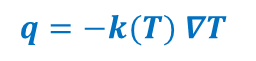 q = −k(T) ∇T